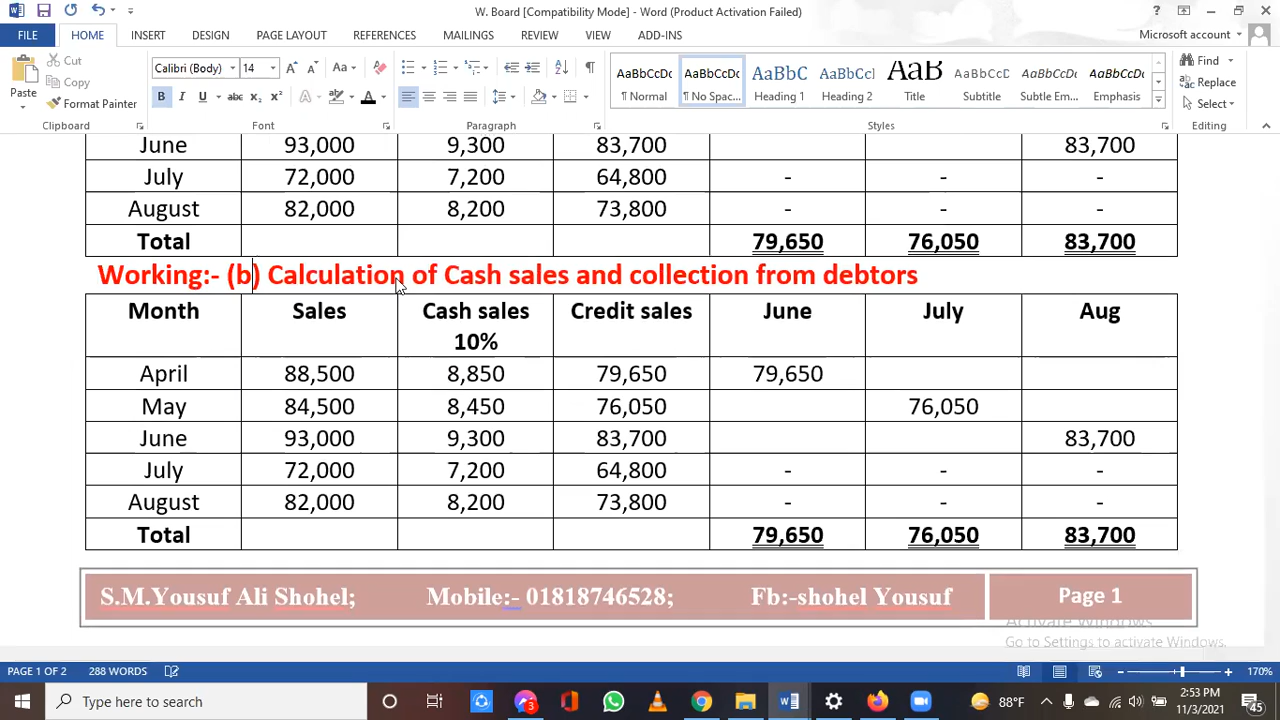 W. Board [Compatibility Mode] - Word (Product Activation Failed)
FILE HOME INSERT DESIGN PAGE LAYOUT REFERENCES MAILINGS REVIEW VIEW ADD-INS Microsoft account
Paste Cut Copy Format Painter
Calibri (Body) 14
AaBbCcDc AaBbCcDc AaBbC AaBbCcl AaB AaBbCcD AaBbCcDc AaBbCcDc
¶ Normal ¶ No Spac... Heading 1 Heading 2 Title Subtitle Subtle Em... Emphasis
Find Replace Select
Clipboard Font Paragraph Styles Editing
June 93,000 9,300 83,700 83,700
July 72,000 7,200 64,800 - - -
August 82,000 8,200 73,800 - - -
Total 79,650 76,050 83,700
Working:- (b) Calculation of Cash sales and collection from debtors
Month Sales Cash sales Credit sales June July Aug
10%
April 88,500 8,850 79,650 79,650
May 84,500 8,450 76,050 76,050
June 93,000 9,300 83,700 83,700
July 72,000 7,200 64,800 - - -
August 82,000 8,200 73,800 - - -
Total 79,650 76,050 83,700
S.M.Yousuf Ali Shohel; Mobile:- 01818746528; Fb:-shohel Yousuf Page 1
Activate Windows
Go to Settings to activate Windows.
PAGE 1 OF 2 288 WORDS 170%
Type here to search 3 88°F 2:53 PM
11/3/2021 45